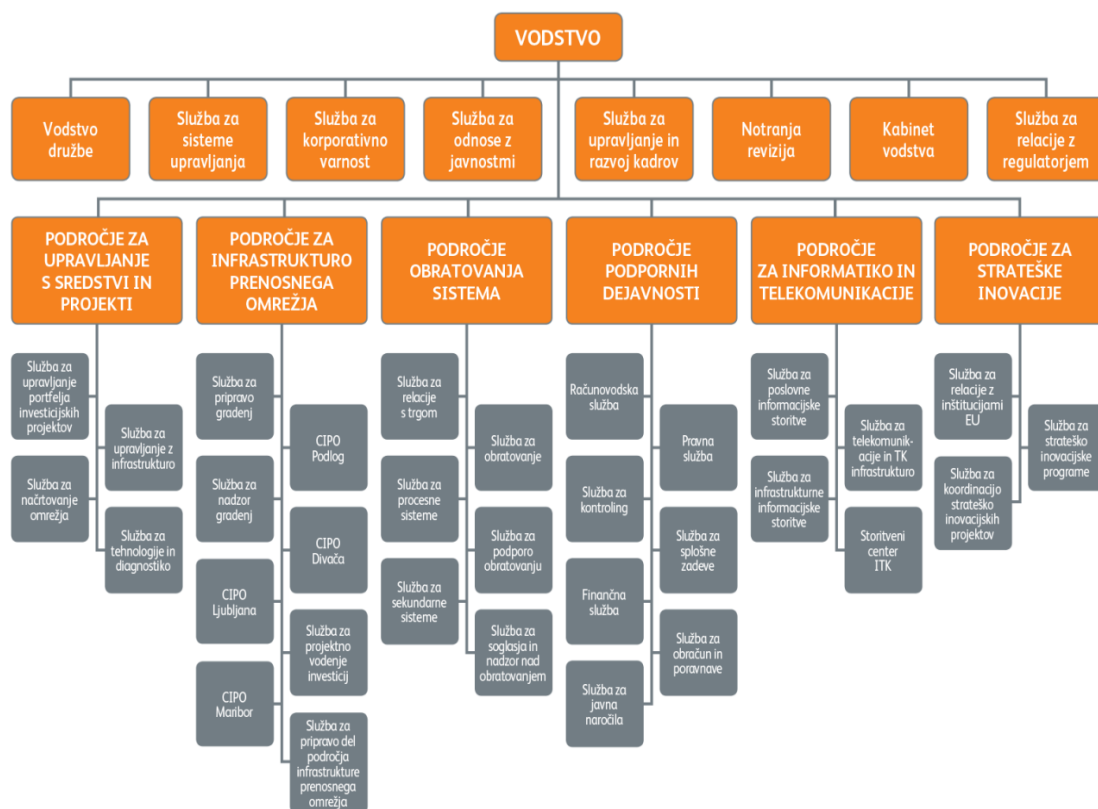 VODSTVO
Vodstvo
družbe
Služba za
sisteme
upravljanja
Služba za
korporativno
varnost
Služba za
odnose z
javnostmi
Služba za
upravljanje in
razvoj kadrov
Notranja
revizija
Kabinet
vodstva
Služba za
relacije z
regulatorjem
PODROČJE ZA
UPRAVLJANJE
S SREDSTVI IN
PROJEKTI
PODROČJE ZA
INFRASTRUKTURO
PRENOSNEGA
OMREŽJA
PODROČJE
OBRATOVANJA
SISTEMA
PODROČJE
PODPORNIH
DEJAVNOSTI
PODROČJE
ZA INFORMATIKO IN
TELEKOMUNIKACIJE
PODROČJE ZA
STRATEŠKE
INOVACIJE
Služba za
upravljanje
portfelja
investicijskih
projektov
Služba za
upravljanje z
infrastrukturo
Služba za
načrtovanje
omrežja
Služba za
tehnologije in
diagnostiko
Služba za
pripravo
gradenj
CIPO
Podlog
Služba za
nadzor
gradenj
CIPO
Divača
CIPO
Ljubljana
Služba za
projektno
vodenje
investicij
CIPO
Maribor
Služba za
pripravo del
področja
infrastrukture
prenosnega
omrežja
Služba za
relacije
s trgom
Služba za
obratovanje
Služba za
procesne
sisteme
Služba za
podporo
obratovanju
Služba za
sekundarne
sisteme
Služba za
soglasja in
nadzor nad
obratovanjem
Računovodska
služba
Pravna
služba
Služba za
kontroling
Služba za
splošne
zadeve
Finančna
služba
Služba za
obračun in
poravnave
Služba za
javna
naročila
Služba za
poslovne
informacijske
storitve
Služba za
telekomunik-
acije in TK
infrastrukturo
Služba za
infrastrukturne
informacijske
storitve
Storitveni
center
ITK
Služba za
relacije z
inštitucijami
EU
Služba za
strateško
inovacijske
programe
Služba za
koordinacijo
strateško
inovacijskih
projektov